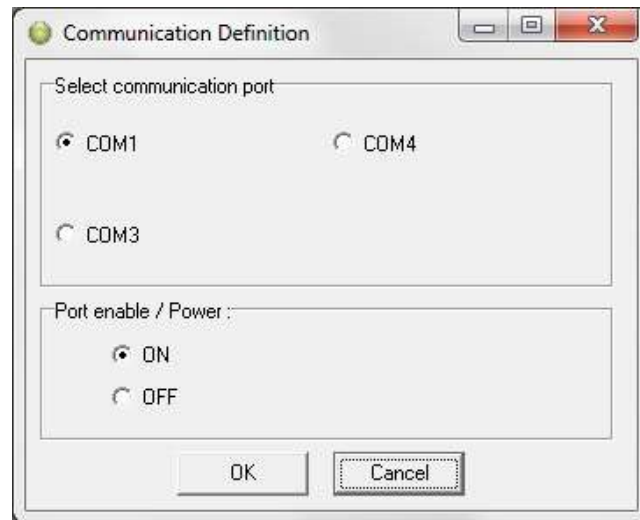 Communication Definition
Select communication port
COM1 COM4
COM3
Port enable / Power :
ON
OFF
OK Cancel